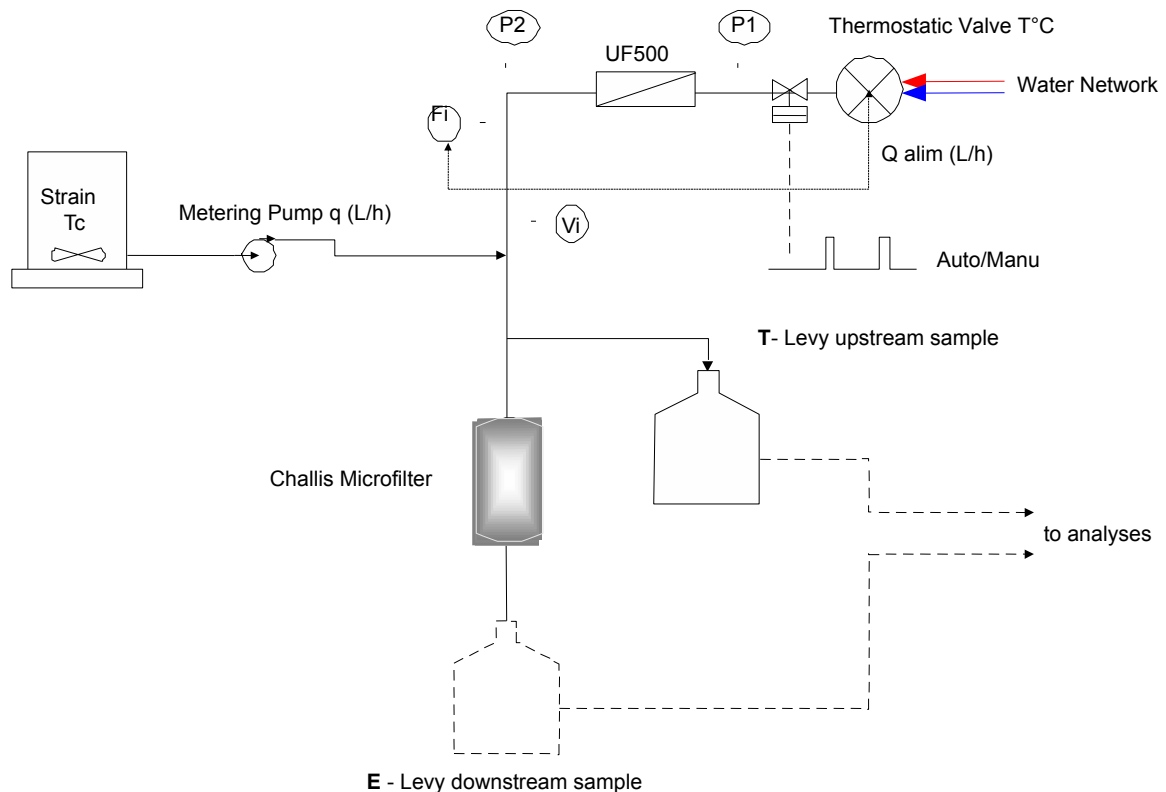 P2
P1
Thermostatic Valve T°C
UF500
Water Network
Fi
Q alim (L/h)
Strain
Tc
Metering Pump q (L/h)
Vi
Auto/Manu
T- Levy upstream sample
Challis Microfilter
to analyses
E - Levy downstream sample